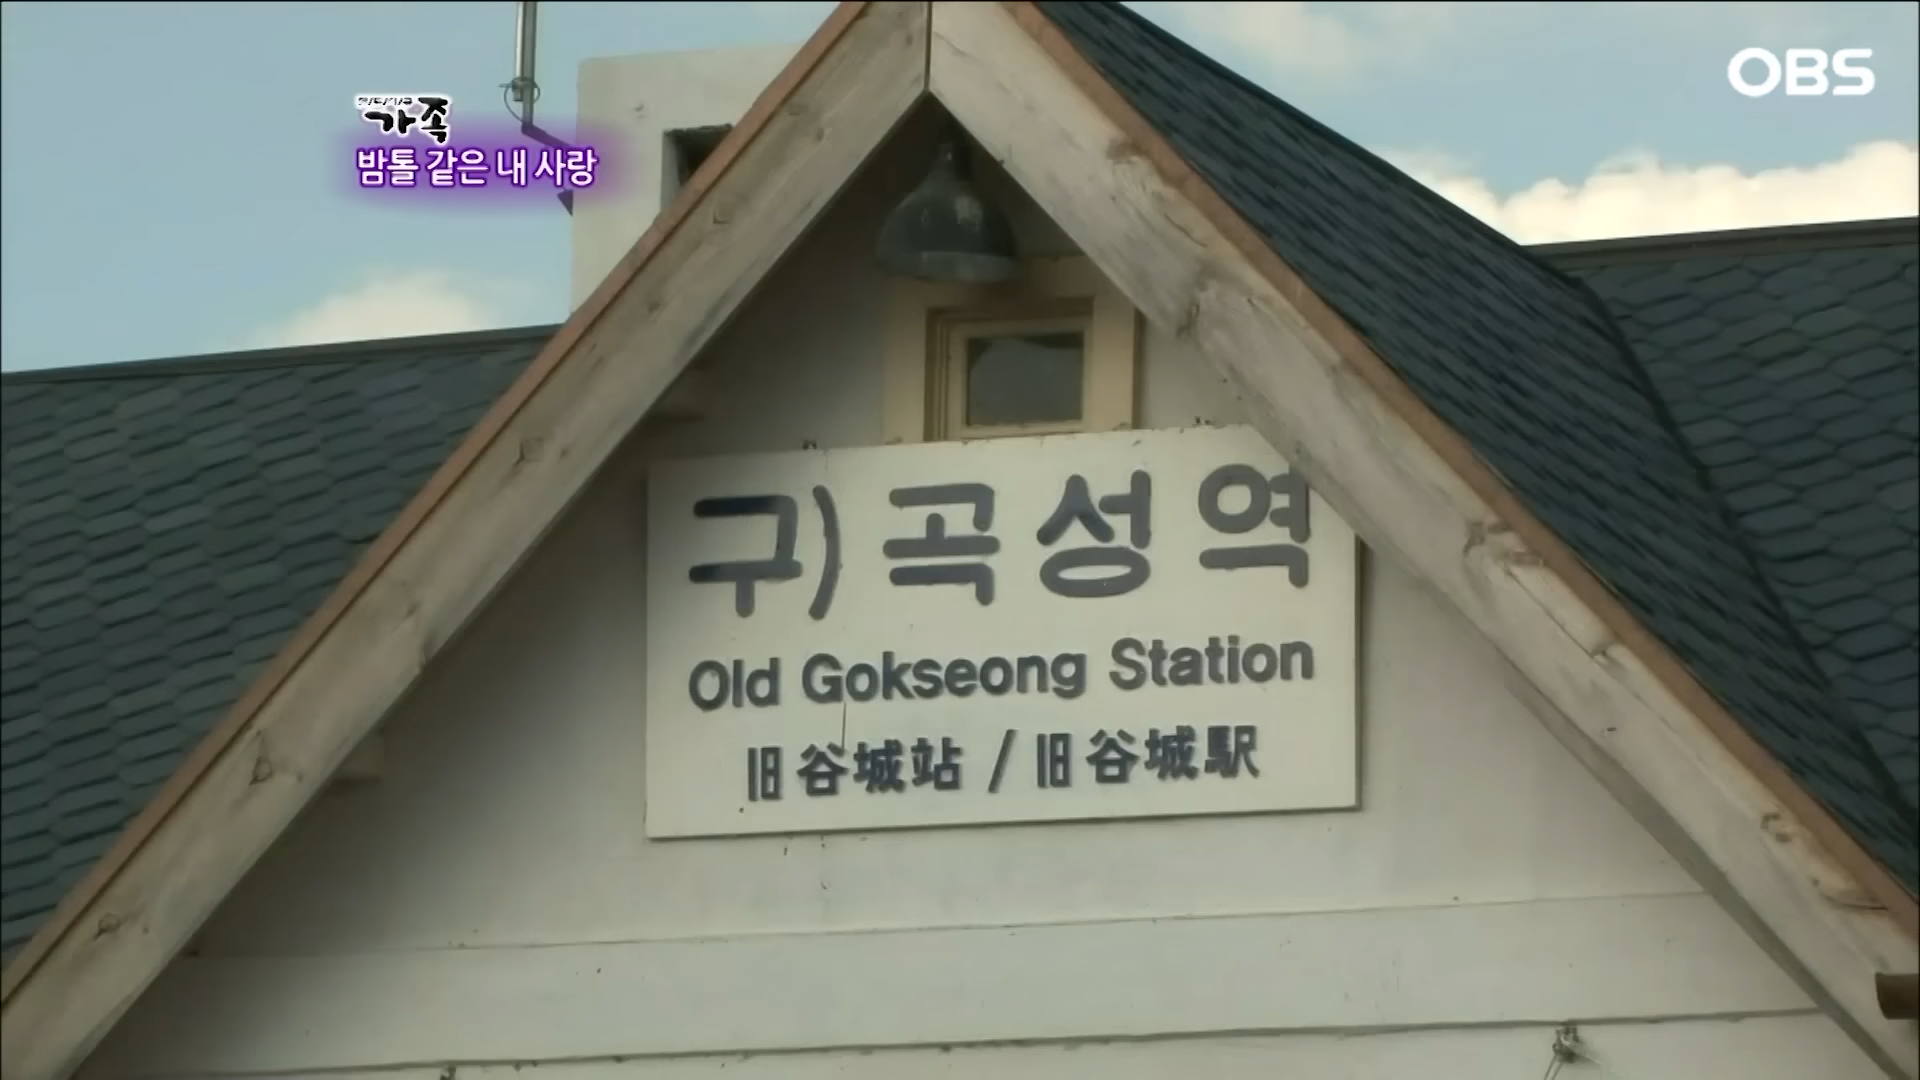 OBS
가족
밤톨 같은 내 사랑
구) 곡성역
Old Gokseong Station
旧谷城站 / 旧谷城駅